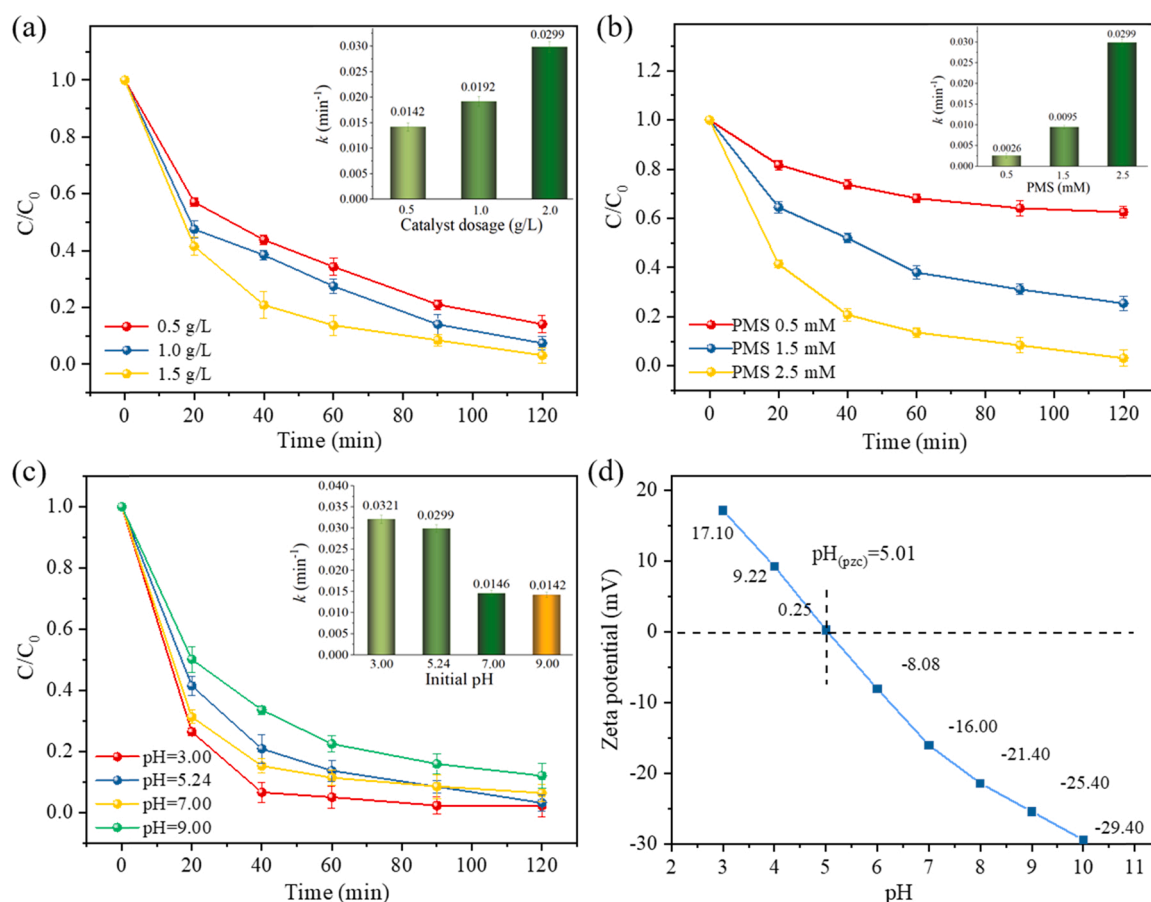 (a)
1.0
0.8
0.6
0.4
0.2
0.0
C/C0
0 20 40 60 80 100 120
Time (min)
0.5 g/L
1.0 g/L
1.5 g/L
0.030
0.025
0.020
0.015
0.010
0.005
0.000
k (min-1)
0.0142
0.0192
0.0299
0.5 1.0 2.0
Catalyst dosage (g/L)
(b)
1.2
1.0
0.8
0.6
0.4
0.2
0.0
C/C0
0 20 40 60 80 100 120
Time (min)
PMS 0.5 mM
PMS 1.5 mM
PMS 2.5 mM
0.030
0.025
0.020
0.015
0.010
0.005
0.000
k (min-1)
0.0026
0.0095
0.0299
0.5 1.5 2.5
PMS (mM)
(c)
1.0
0.8
0.6
0.4
0.2
0.0
C/C0
0 20 40 60 80 100 120
Time (min)
pH=3.00
pH=5.24
pH=7.00
pH=9.00
0.040
0.035
0.030
0.025
0.020
0.015
0.010
0.005
0.000
k (min-1)
0.0321
0.0299
0.0146
0.0142
3.00 5.24 7.00 9.00
Initial pH
(d)
20
10
0
-10
-20
-30
Zeta potential (mV)
17.10
9.22
0.25
pH(pzc)=5.01
-8.08
-16.00
-21.40
-25.40
-29.40
2 3 4 5 6 7 8 9 10 11
pH